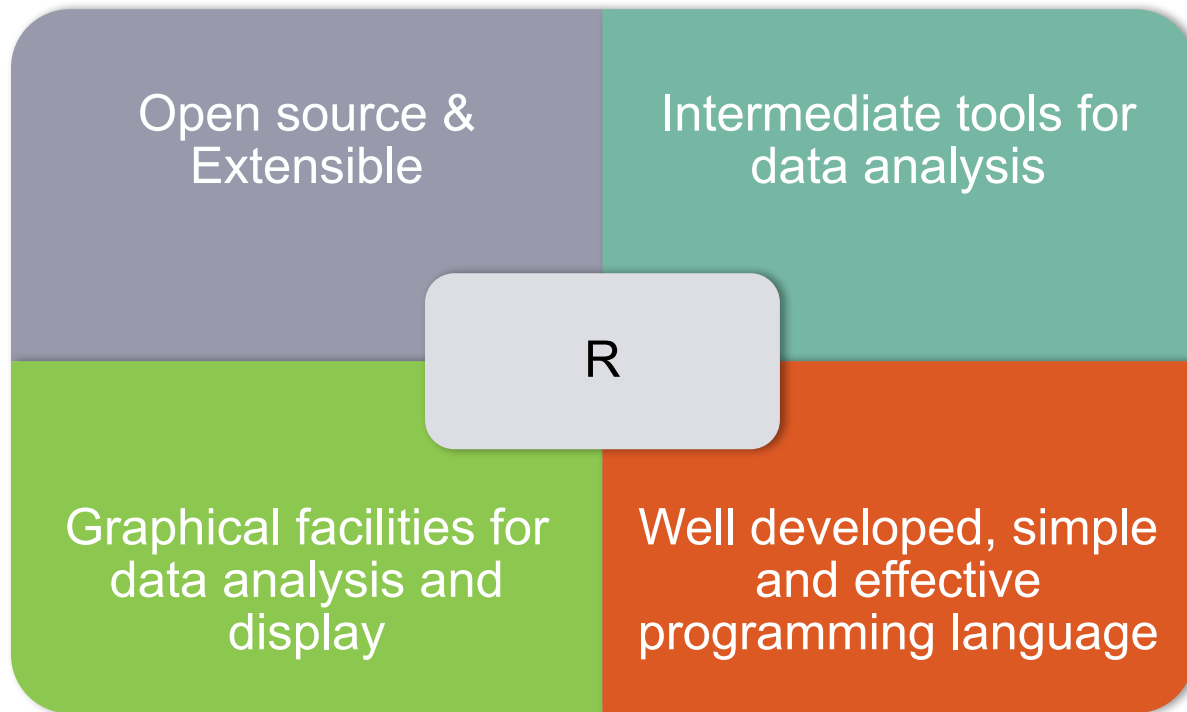 Open source &
Extensible
Intermediate tools for
data analysis
R
Graphical facilities for
data analysis and
display
Well developed, simple
and effective
programming language